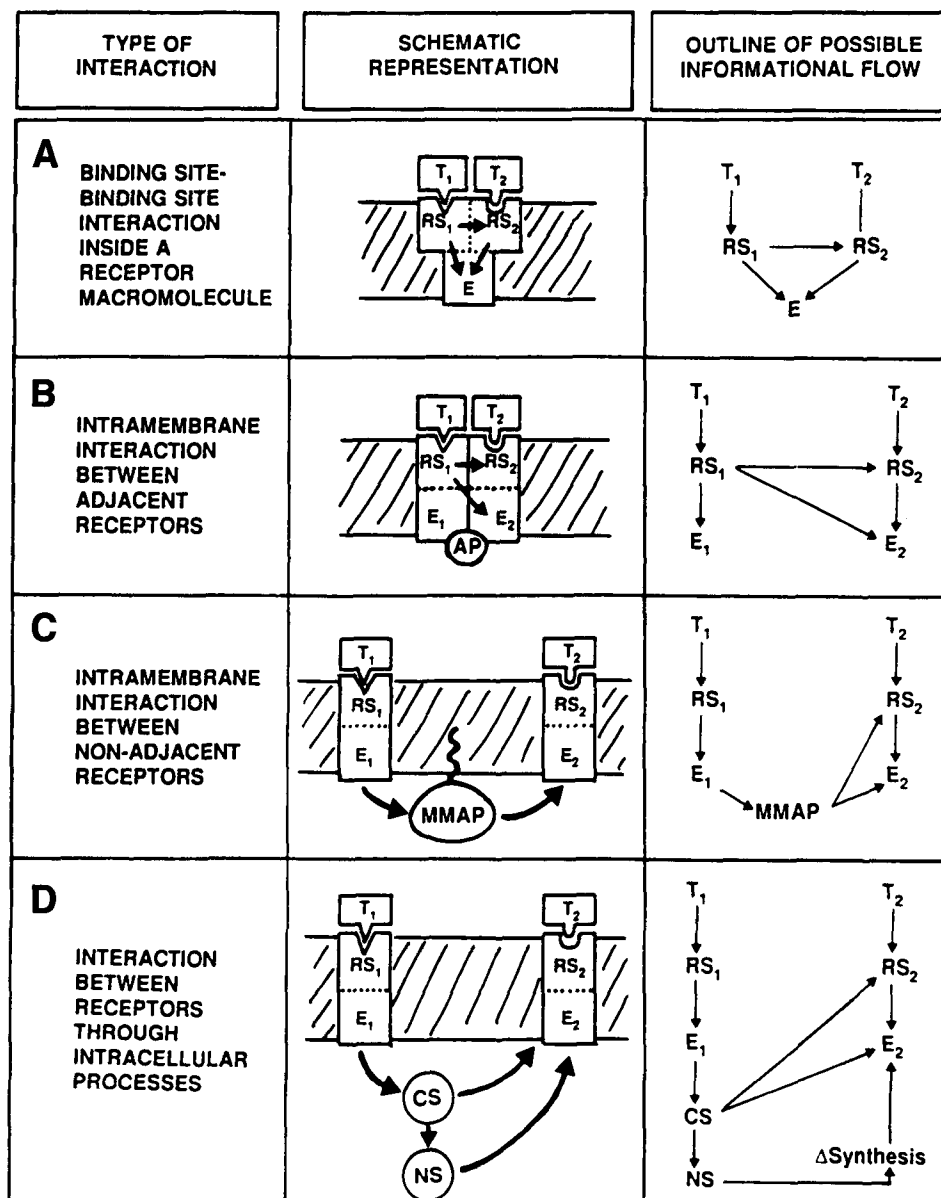 TYPE OF
INTERACTION
SCHEMATIC
REPRESENTATION
OUTLINE OF POSSIBLE
INFORMATIONAL FLOW
A
BINDING SITE-
BINDING SITE
INTERACTION
INSIDE A
RECEPTOR
MACROMOLECULE
T₁ T₂
RS₁ RS₂
E
T₁ T₂
RS₁ RS₂
E
B
INTRAMEMBRANE
INTERACTION
BETWEEN
ADJACENT
RECEPTORS
T₁ T₂
RS₁ RS₂
E₁ E₂
AP
T₁ T₂
RS₁ RS₂
E₁ E₂
C
INTRAMEMBRANE
INTERACTION
BETWEEN
NON-ADJACENT
RECEPTORS
T₁ T₂
RS₁ RS₂
E₁ E₂
MMAP
T₁ T₂
RS₁ RS₂
E₁ E₂
MMAP
D
INTERACTION
BETWEEN
RECEPTORS
THROUGH
INTRACELLULAR
PROCESSES
T₁ T₂
RS₁ RS₂
E₁ E₂
CS
NS
T₁ T₂
RS₁ RS₂
E₁ E₂
CS
ΔSynthesis
NS